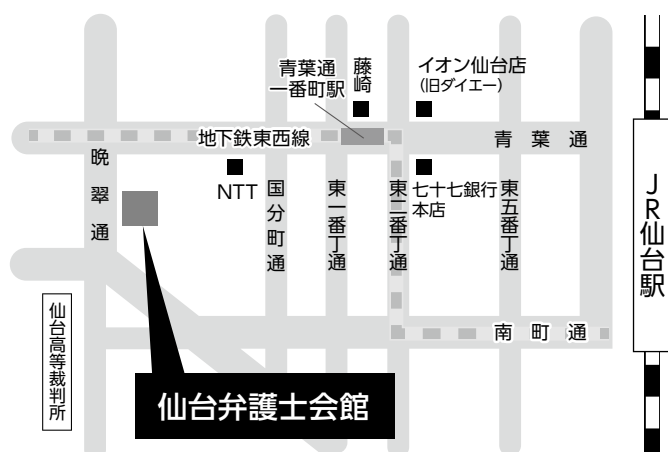 青葉通
一番町駅
藤崎
イオン仙台店
(旧ダイエー)
地下鉄東西線
青葉通
晩翠通
NTT
国分町通
東一番丁通
東二番丁通
七十七銀行
本店
東五番丁通
JR仙台駅
仙台高等裁判所
南町通
仙台弁護士会館